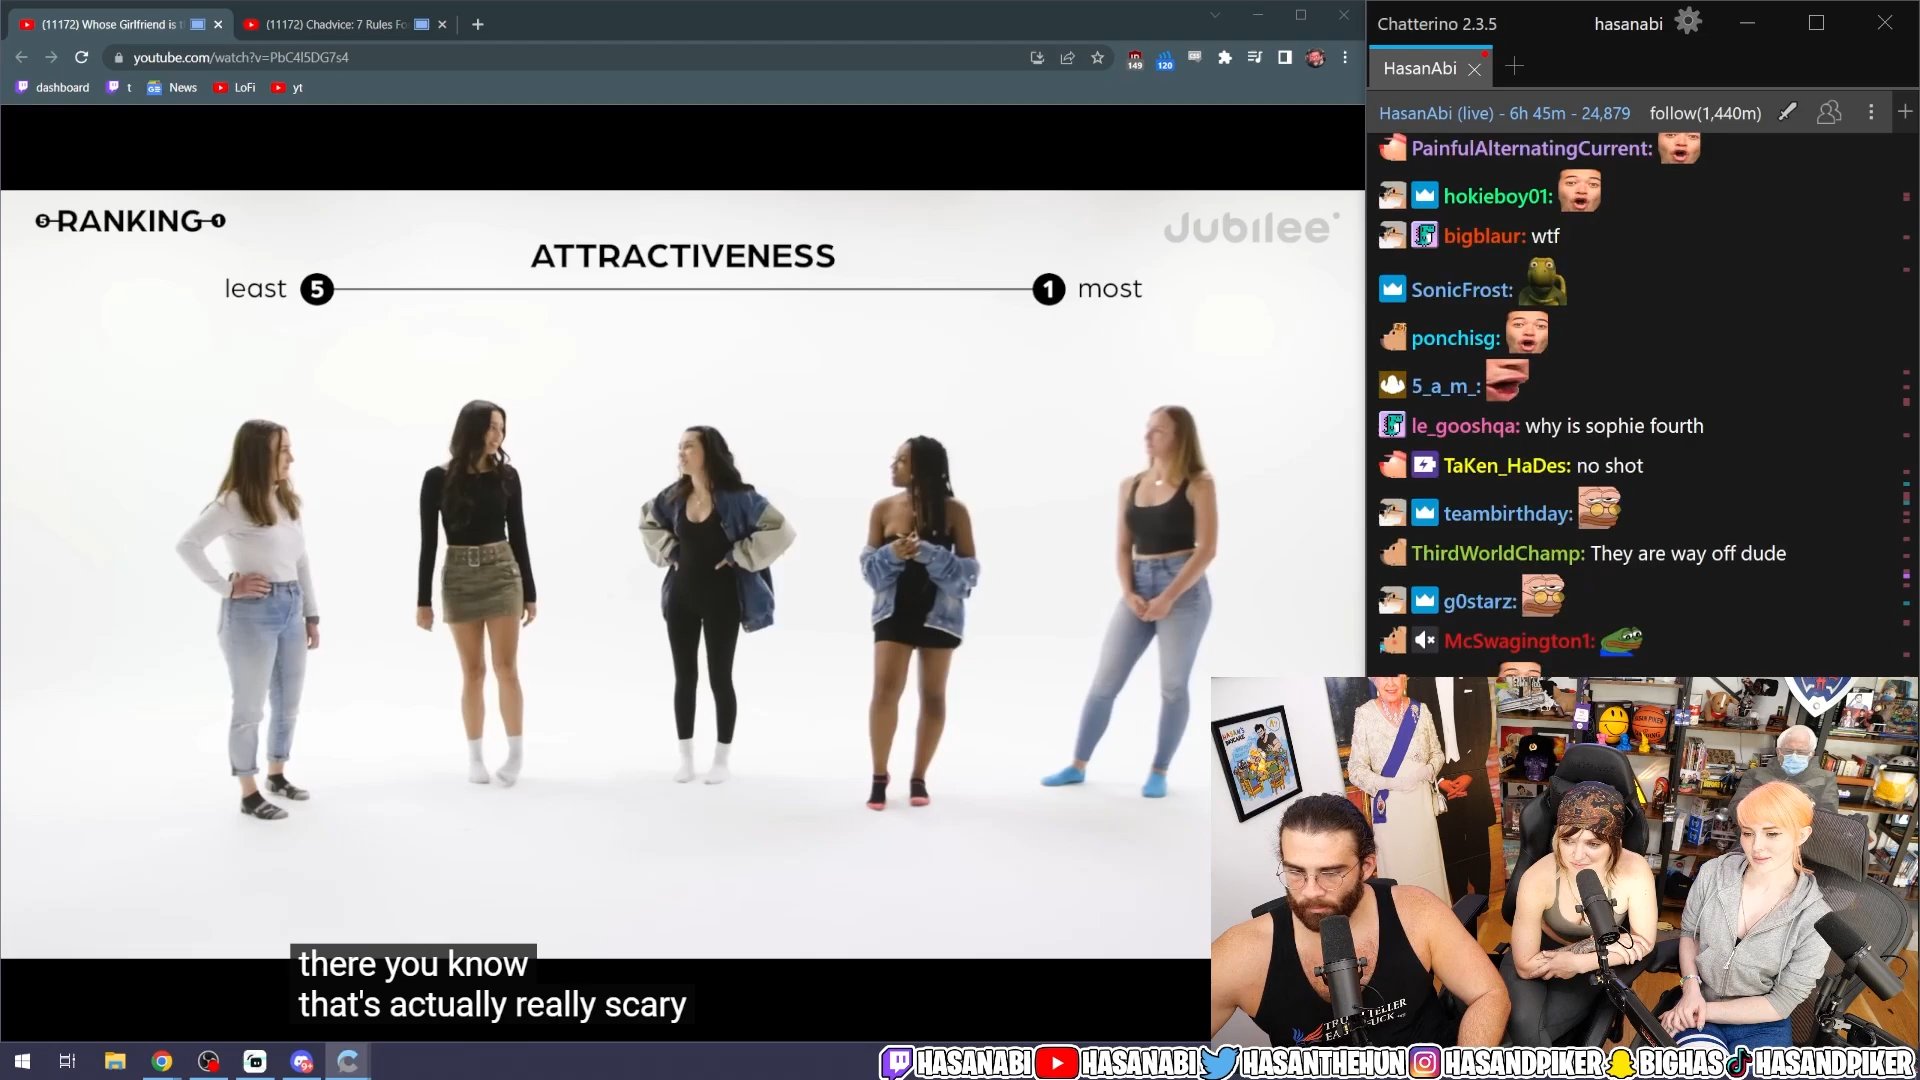 (11172) Whose Girlfriend is t
(11172) Chadvice: 7 Rules Fo
youtube.com/watch?v=PbC4l5DG7s4
149
120
dashboard
t
News
LoFi
yt
5 RANKING 1
Jubilee
ATTRACTIVENESS
least 5
1 most
there you know
that's actually really scary
Chatterino 2.3.5
hasanabi
HasanAbi
HasanAbi (live) - 6h 45m - 24,879
follow(1,440m)
PainfulAlternatingCurrent:
hokieboy01:
bigblaur: wtf
SonicFrost:
ponchisg:
5_a_m_:
le_gooshqa: why is sophie fourth
TaKen_HaDes: no shot
teambirthday:
ThirdWorldChamp: They are way off dude
g0starz:
McSwagington1:
HASANABI HASANABI HASANTHEHUN HASANDPIKER BIGHAS HASANDPIKER